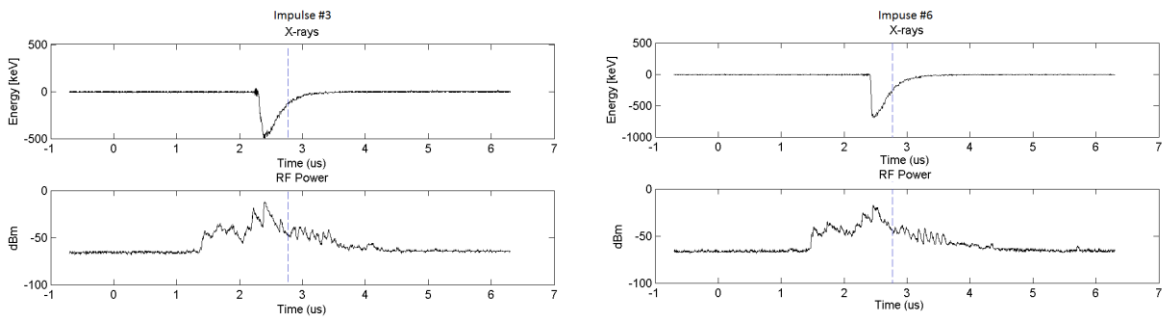 Impulse #3
X-rays
500
0
-500
Energy [keV]
-1 0 1 2 3 4 5 6 7
Time (us)
RF Power
0
-50
-100
dBm
-1 0 1 2 3 4 5 6 7
Time (us)
Impuse #6
X-rays
500
0
-500
-1000
Energy [keV]
-1 0 1 2 3 4 5 6 7
Time (us)
RF Power
0
-50
-100
dBm
-1 0 1 2 3 4 5 6 7
Time (us)